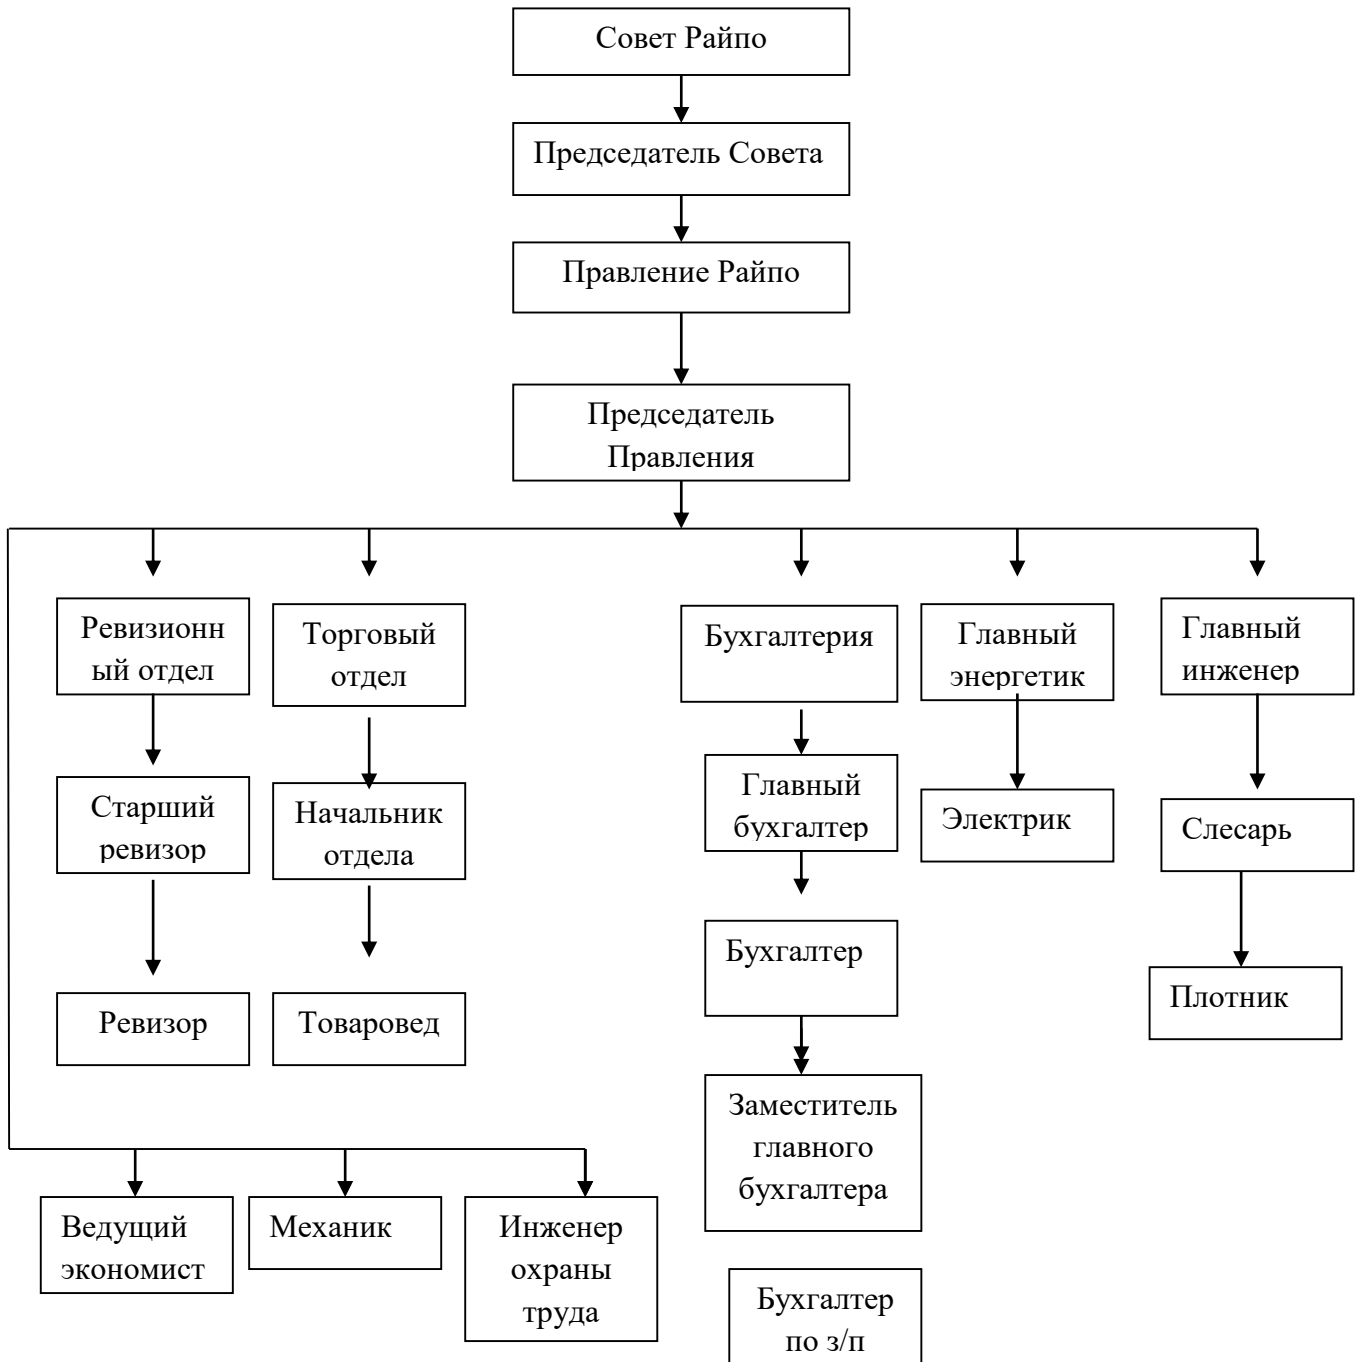 Совет Райпо
Председатель Совета
Правление Райпо
Председатель
Правления
Ревизионн
ый отдел
Торговый
отдел
Бухгалтерия
Главный
энергетик
Главный
инженер
Старший
ревизор
Начальник
отдела
Главный
бухгалтер
Электрик
Слесарь
Ревизор
Товаровед
Бухгалтер
Плотник
Заместитель
главного
бухгалтера
Ведущий
экономист
Механик
Инженер
охраны
труда
Бухгалтер
по з/п